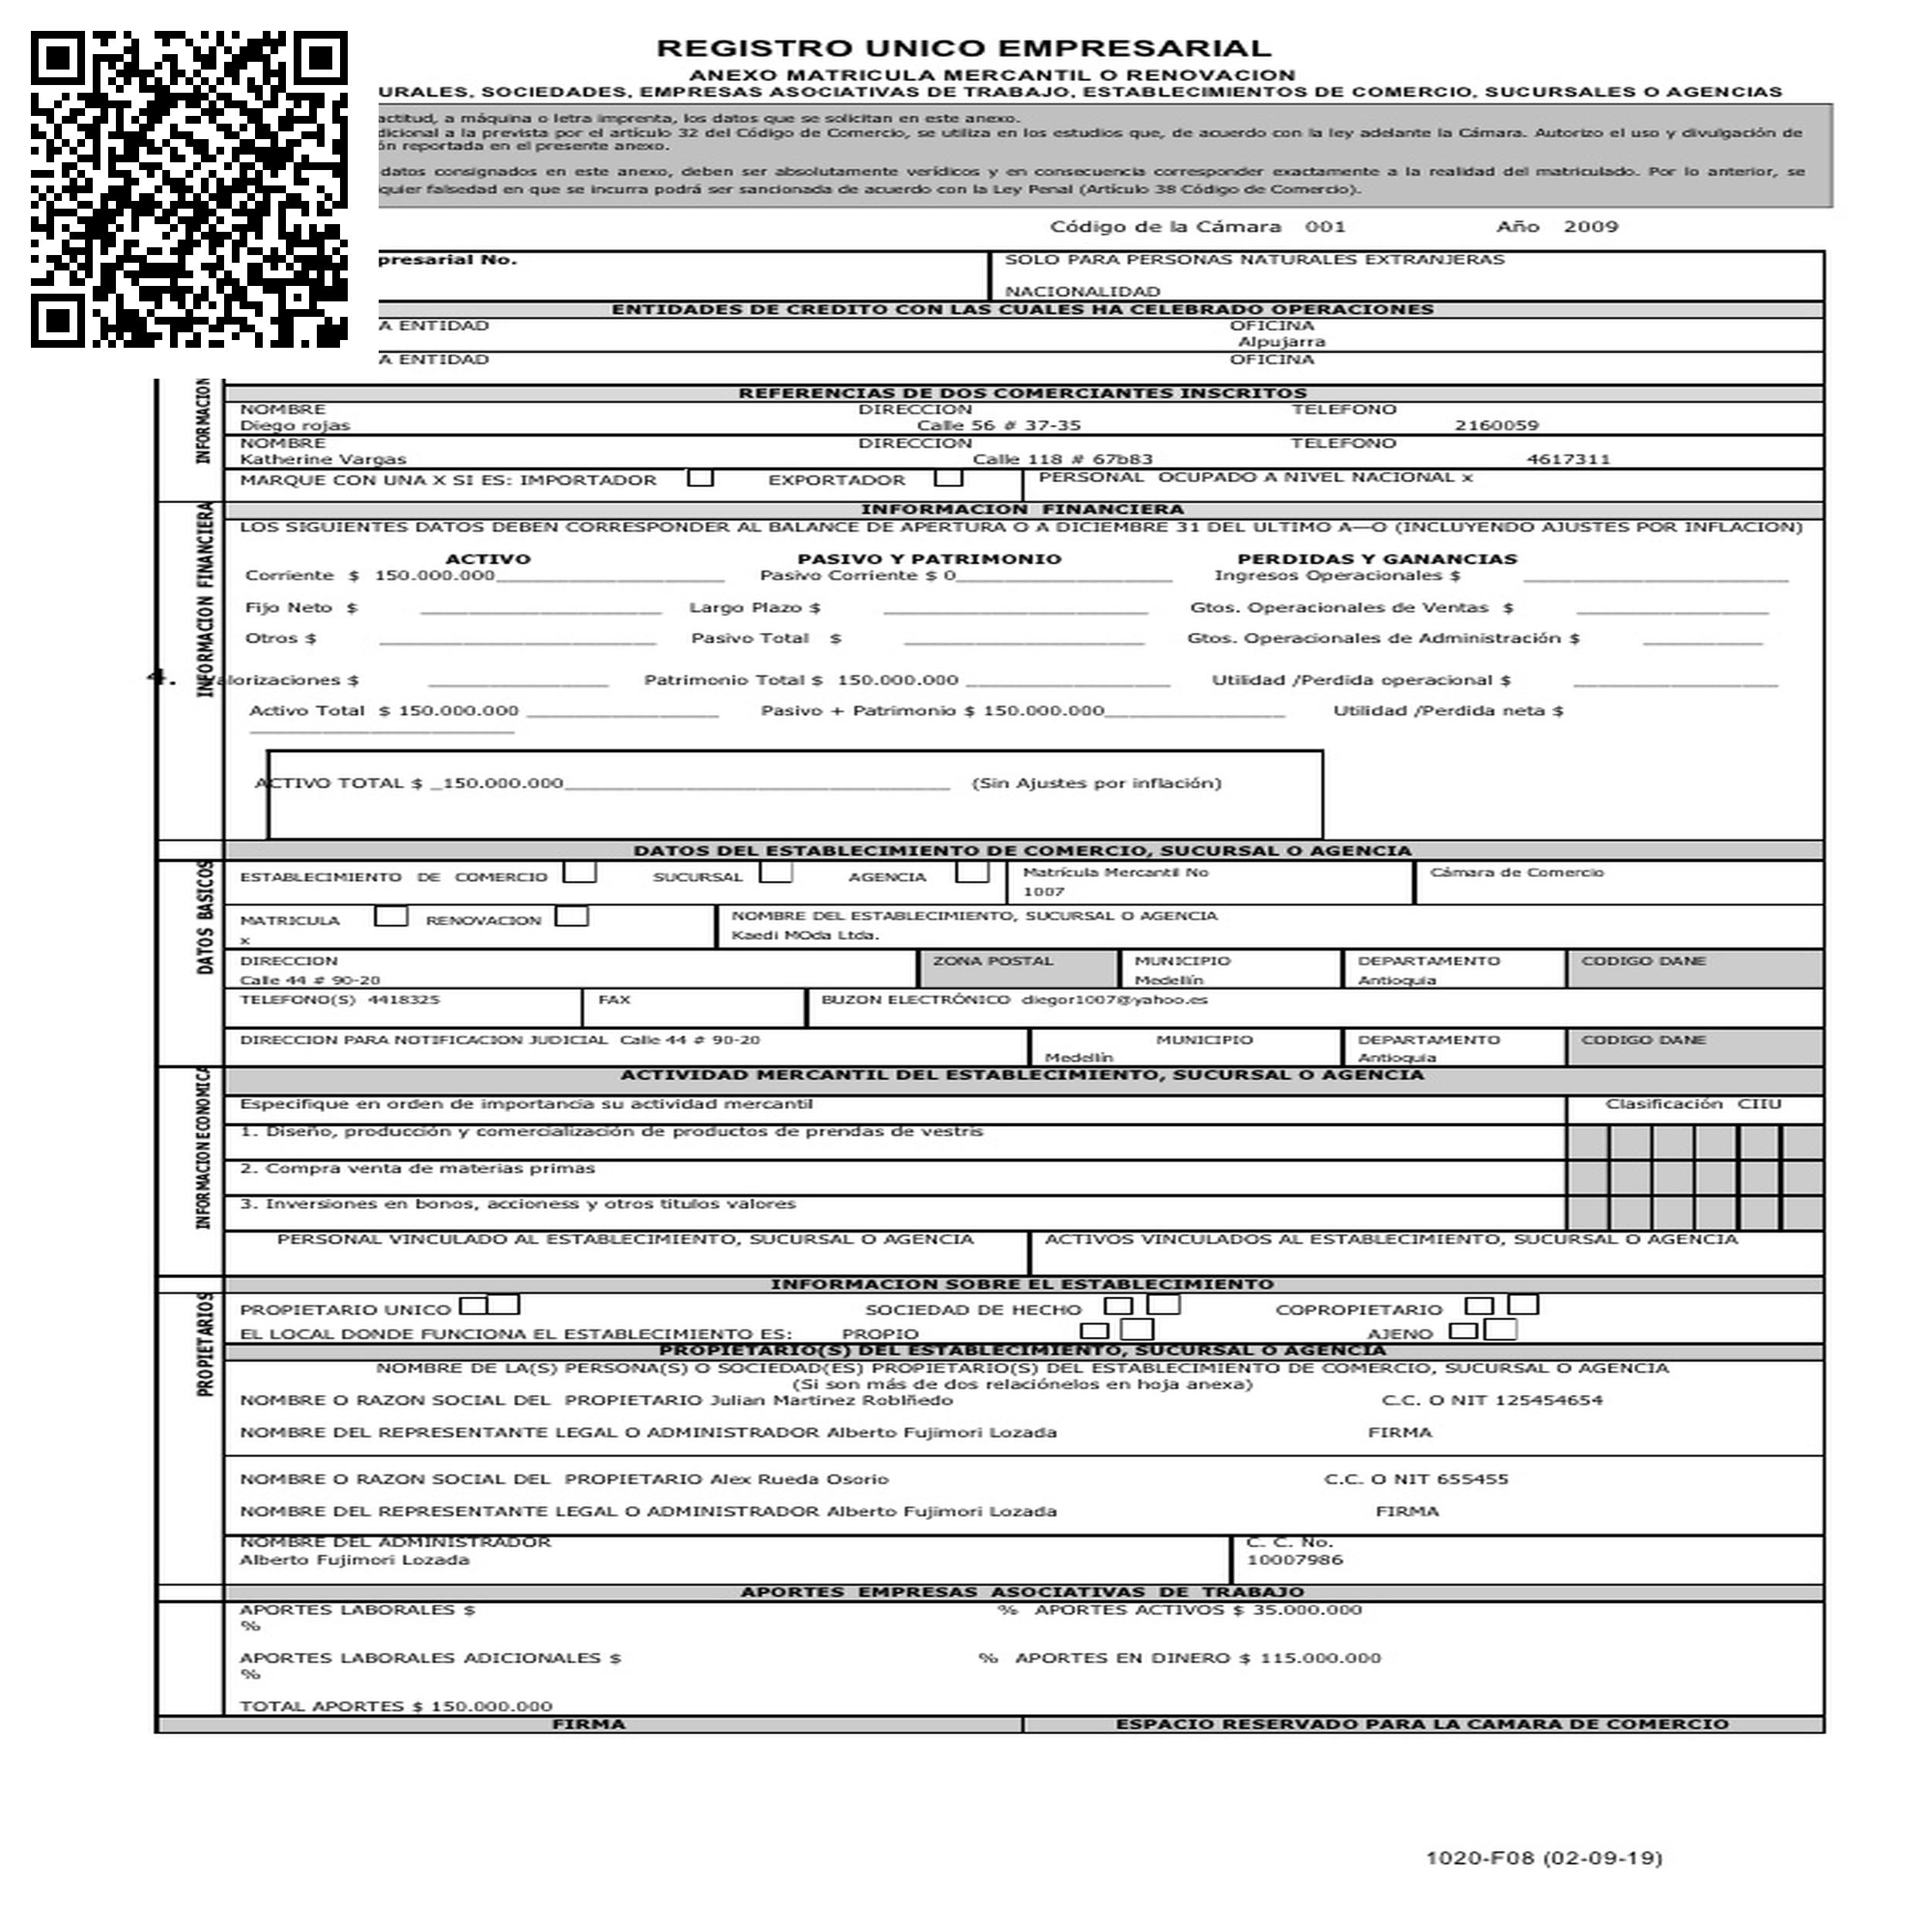 REGISTRO UNICO EMPRESARIAL
ANEXO MATRICULA MERCANTIL O RENOVACION
URALES, SOCIEDADES, EMPRESAS ASOCIATIVAS DE TRABAJO, ESTABLECIMIENTOS DE COMERCIO, SUCURSALES O AGENCIAS
actitud, a máquina o letra imprenta, los datos que se solicitan en este anexo.
dicional a la prevista por el artículo 32 del Código de Comercio, se utiliza en los estudios que, de acuerdo con la ley adelante la Cámara. Autorizo el uso y divulgación de
ón reportada en el presente anexo.
datos consignados en este anexo, deben ser absolutamente verídicos y en consecuencia corresponder exactamente a la realidad del matriculado. Por lo anterior, se
quier falsedad en que se incurra podrá ser sancionada de acuerdo con la Ley Penal (Artículo 38 Código de Comercio).
Código de la Cámara 001 Año 2009
presarial No. SOLO PARA PERSONAS NATURALES EXTRANJERAS
NACIONALIDAD
ENTIDADES DE CREDITO CON LAS CUALES HA CELEBRADO OPERACIONES
A ENTIDAD OFICINA
Alpujarra
A ENTIDAD OFICINA
INFORMACION
REFERENCIAS DE DOS COMERCIANTES INSCRITOS
NOMBRE DIRECCION TELEFONO
Diego rojas Calle 56 # 37-35 2160059
NOMBRE DIRECCION TELEFONO
Katherine Vargas Calle 118 # 67b83 4617311
MARQUE CON UNA X SI ES: IMPORTADOR EXPORTADOR PERSONAL OCUPADO A NIVEL NACIONAL x
INFORMACION FINANCIERA
INFORMACION FINANCIERA
LOS SIGUIENTES DATOS DEBEN CORRESPONDER AL BALANCE DE APERTURA O A DICIEMBRE 31 DEL ULTIMO A—O (INCLUYENDO AJUSTES POR INFLACION)
ACTIVO PASIVO Y PATRIMONIO PERDIDAS Y GANANCIAS
Corriente $ 150.000.000 Pasivo Corriente $ 0 Ingresos Operacionales $
Fijo Neto $ Largo Plazo $ Gtos. Operacionales de Ventas $
Otros $ Pasivo Total $ Gtos. Operacionales de Administración $
4. Valorizaciones $ Patrimonio Total $ 150.000.000 Utilidad /Perdida operacional $
Activo Total $ 150.000.000 Pasivo + Patrimonio $ 150.000.000 Utilidad /Perdida neta $
ACTIVO TOTAL $ _150.000.000 (Sin Ajustes por inflación)
DATOS DEL ESTABLECIMIENTO DE COMERCIO, SUCURSAL O AGENCIA
DATOS BASICOS
ESTABLECIMIENTO DE COMERCIO SUCURSAL AGENCIA Matrícula Mercantil No Cámara de Comercio
1007
MATRICULA RENOVACION NOMBRE DEL ESTABLECIMIENTO, SUCURSAL O AGENCIA
x Kaedi MOda Ltda.
DIRECCION ZONA POSTAL MUNICIPIO DEPARTAMENTO CODIGO DANE
Calle 44 # 90-20 Medellín Antioquia
TELEFONO(S) 4418325 FAX BUZON ELECTRÓNICO diegor1007@yahoo.es
DIRECCION PARA NOTIFICACION JUDICIAL Calle 44 # 90-20 MUNICIPIO DEPARTAMENTO CODIGO DANE
Medellín Antioquia
INFORMACION ECONOMICA
ACTIVIDAD MERCANTIL DEL ESTABLECIMIENTO, SUCURSAL O AGENCIA
Especifique en orden de importancia su actividad mercantil Clasificación CIIU
1. Diseño, producción y comercialización de productos de prendas de vestris
2. Compra venta de materias primas
3. Inversiones en bonos, accioness y otros titulos valores
PERSONAL VINCULADO AL ESTABLECIMIENTO, SUCURSAL O AGENCIA ACTIVOS VINCULADOS AL ESTABLECIMIENTO, SUCURSAL O AGENCIA
INFORMACION SOBRE EL ESTABLECIMIENTO
PROPIETARIOS
PROPIETARIO UNICO SOCIEDAD DE HECHO COPROPIETARIO
EL LOCAL DONDE FUNCIONA EL ESTABLECIMIENTO ES: PROPIO AJENO
PROPIETARIO(S) DEL ESTABLECIMIENTO, SUCURSAL O AGENCIA
NOMBRE DE LA(S) PERSONA(S) O SOCIEDAD(ES) PROPIETARIO(S) DEL ESTABLECIMIENTO DE COMERCIO, SUCURSAL O AGENCIA
(Si son más de dos relaciónelos en hoja anexa)
NOMBRE O RAZON SOCIAL DEL PROPIETARIO Julian Martinez Roblñedo C.C. O NIT 125454654
NOMBRE DEL REPRESENTANTE LEGAL O ADMINISTRADOR Alberto Fujimori Lozada FIRMA
NOMBRE O RAZON SOCIAL DEL PROPIETARIO Alex Rueda Osorio C.C. O NIT 655455
NOMBRE DEL REPRESENTANTE LEGAL O ADMINISTRADOR Alberto Fujimori Lozada FIRMA
NOMBRE DEL ADMINISTRADOR C. C. No.
Alberto Fujimori Lozada 10007986
APORTES EMPRESAS ASOCIATIVAS DE TRABAJO
APORTES LABORALES $ % APORTES ACTIVOS $ 35.000.000
%
APORTES LABORALES ADICIONALES $ % APORTES EN DINERO $ 115.000.000
%
TOTAL APORTES $ 150.000.000
FIRMA ESPACIO RESERVADO PARA LA CAMARA DE COMERCIO
1020-F08 (02-09-19)